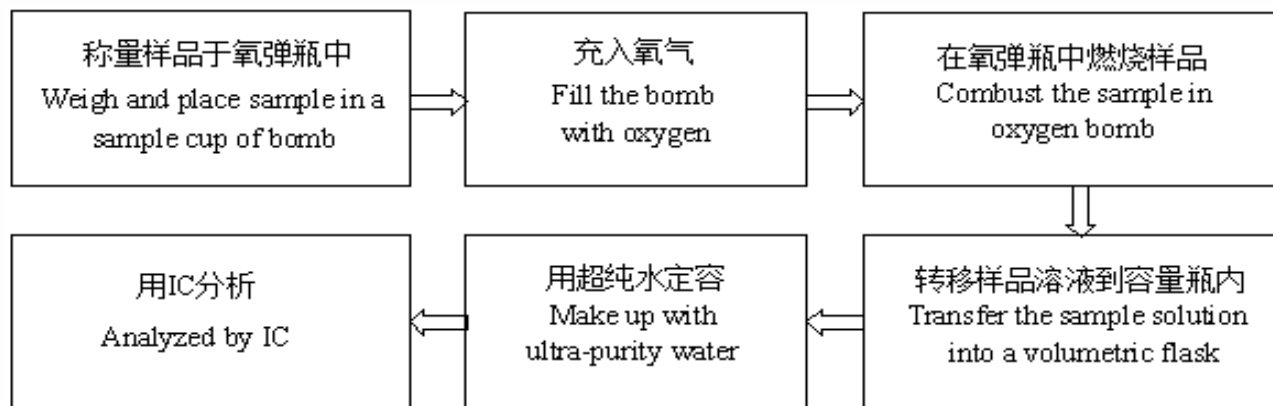 称量样品于氧弹瓶中
Weigh and place sample in a
sample cup of bomb
充入氧气
Fill the bomb
with oxygen
在氧弹瓶中燃烧样品
Combust the sample in
oxygen bomb
转移样品溶液到容量瓶内
Transfer the sample solution
into a volumetric flask
用超纯水定容
Make up with
ultra-purity water
用IC分析
Analyzed by IC